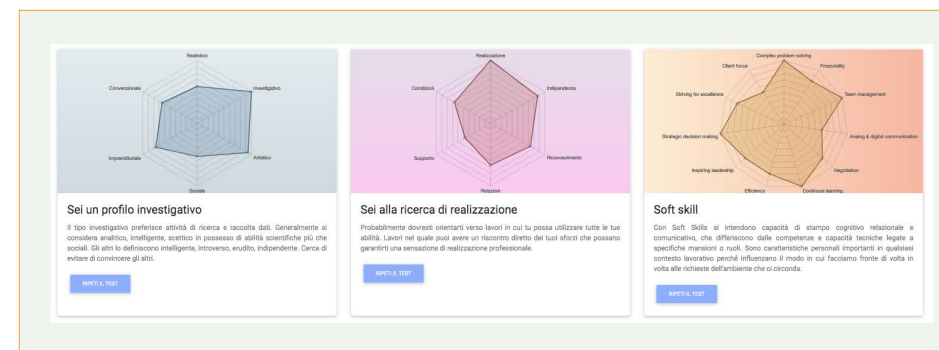 Realistico
Convenzionale
Investigativo
Imprenditoriale
Artistico
Sociale
Sei un profilo investigativo
Il tipo investigativo preferisce attività di ricerca e raccolta dati. Generalmente si
considera analitico, intelligente, scettico in possesso di abilità scientifiche più che
sociali. Gli altri lo definiscono intelligente, introverso, erudito, indipendente. Cerca di
evitare di convincere gli altri.
RIPETI IL TEST
Realizzazione
Condizioni
Indipendenza
Supporto
Riconoscimento
Relazioni
Sei alla ricerca di realizzazione
Probabilmente dovresti orientarti verso lavori in cui tu possa utilizzare tutte le tue
abilità. Lavori nel quale puoi avere un riscontro diretto dei tuoi sforzi che possano
garantirti una sensazione di realizzazione professionale.
RIPETI IL TEST
Complex problem solving
Client focus
Prosociality
Striving for excellence
Team management
Strategic decision making
Analog & digital communication
Inspiring leadership
Negotiation
Efficiency
Continure learning
Soft skill
Con Soft Skills si intendono capacità di stampo cognitivo relazionale e
comunicativo, che differiscono dalle competenze e capacità tecniche legate a
specifiche mansioni o ruoli. Sono caratteristiche personali importanti in qualsiasi
contesto lavorativo perché influenzano il modo in cui facciamo fronte di volta in
volta alle richieste dell'ambiente che ci circonda.
RIPETI IL TEST